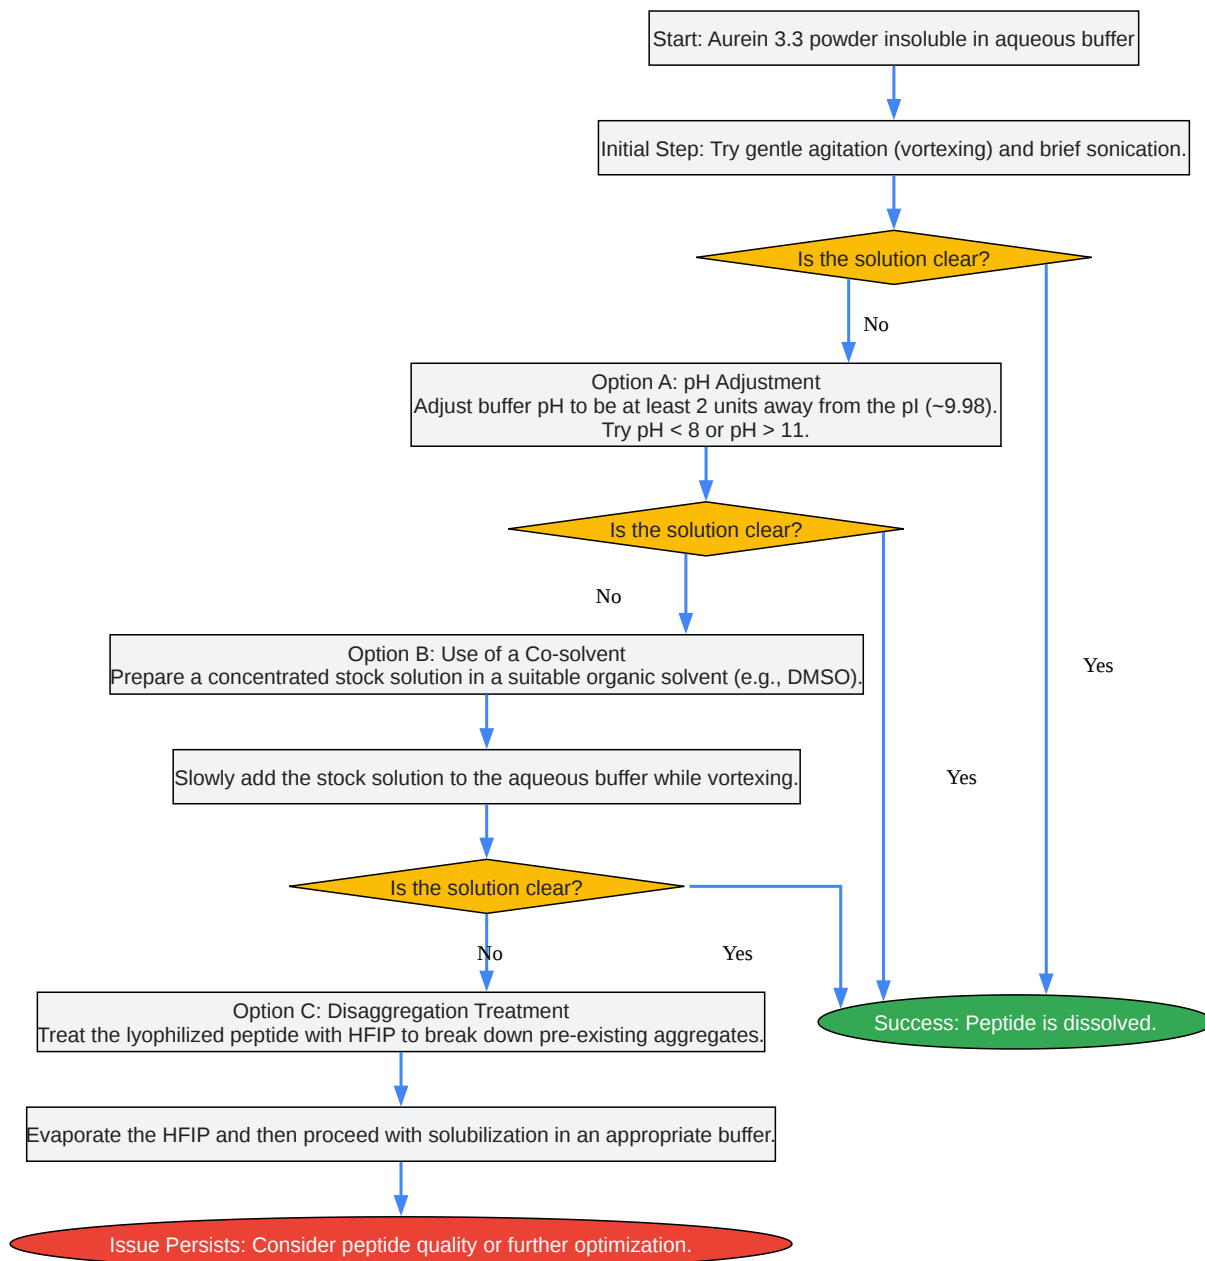 Start: Aurein 3.3 powder insoluble in aqueous buffer
Initial Step: Try gentle agitation (vortexing) and brief sonication.
Is the solution clear?
No
Option A: pH Adjustment
Adjust buffer pH to be at least 2 units away from the pI (~9.98).
Try pH < 8 or pH > 11.
Is the solution clear?
No
Option B: Use of a Co-solvent
Prepare a concentrated stock solution in a suitable organic solvent (e.g., DMSO).
Yes
Slowly add the stock solution to the aqueous buffer while vortexing.
Yes
Is the solution clear?
No
Yes
Option C: Disaggregation Treatment
Treat the lyophilized peptide with HFIP to break down pre-existing aggregates.
Success: Peptide is dissolved.
Evaporate the HFIP and then proceed with solubilization in an appropriate buffer.
Issue Persists: Consider peptide quality or further optimization.